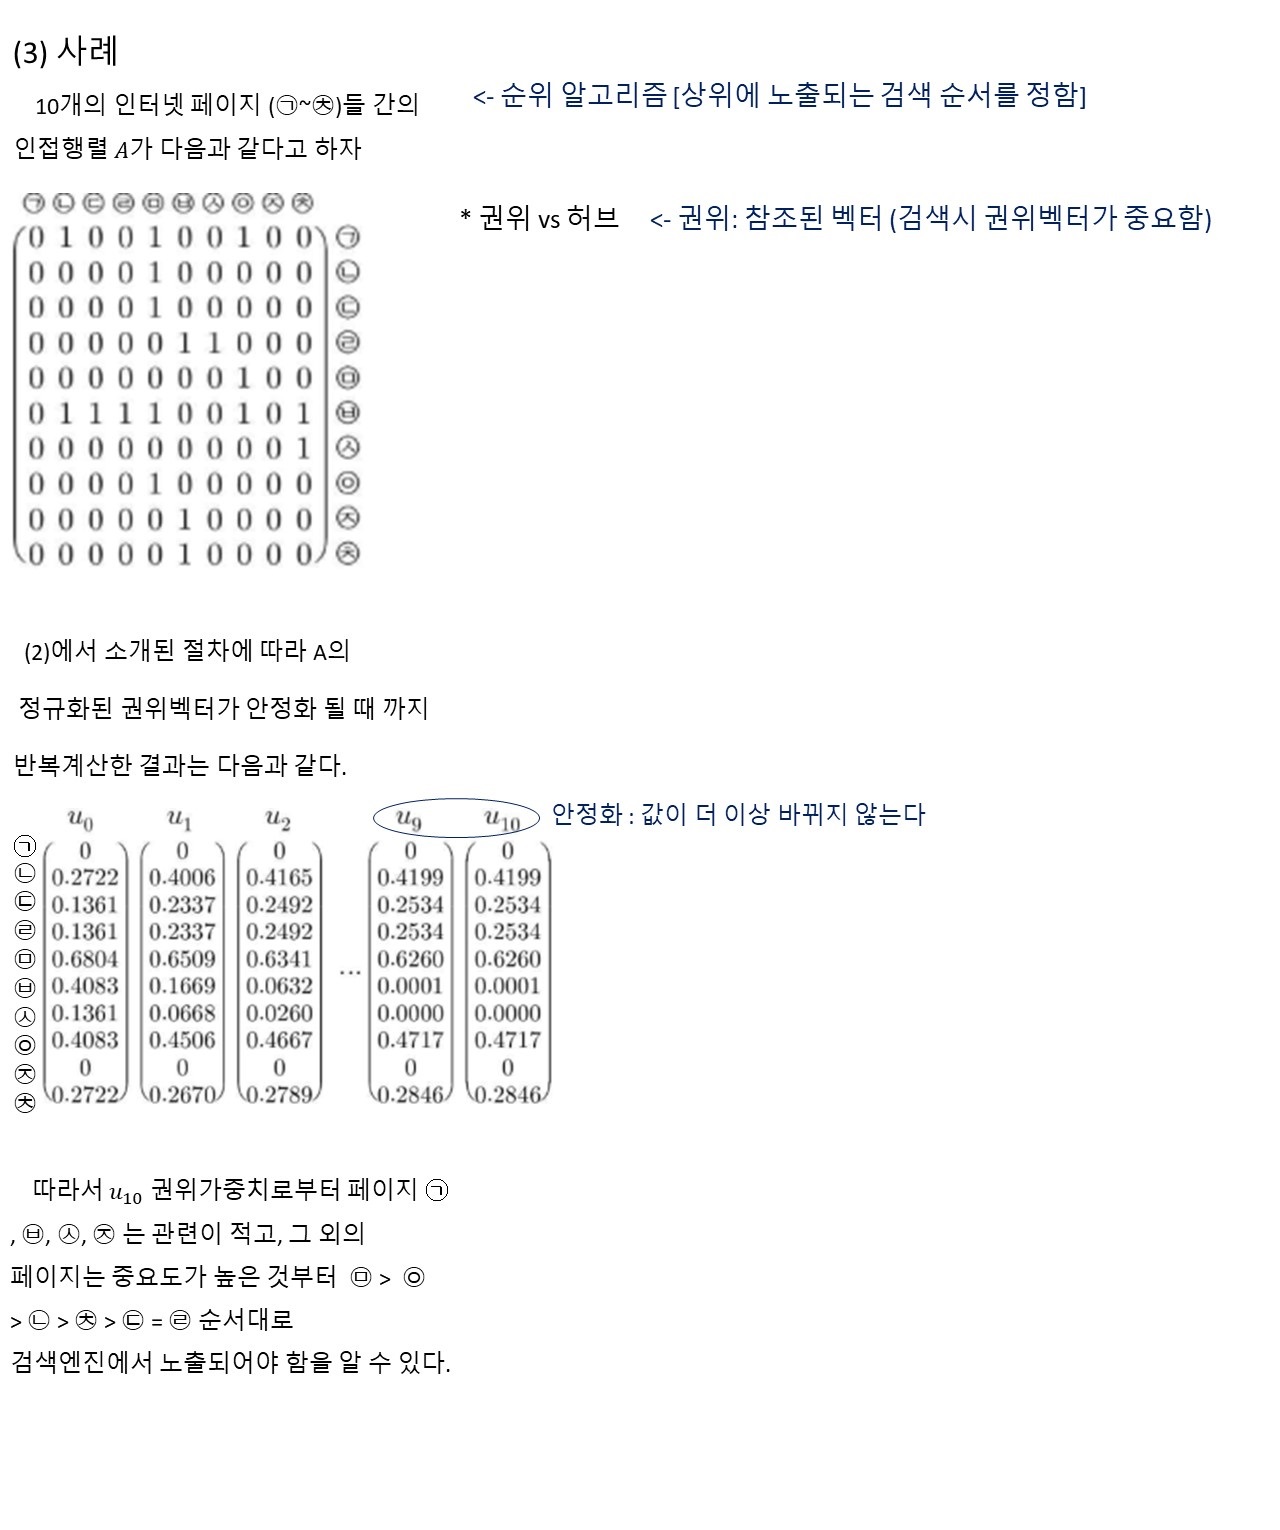 (3) 사례
10개의 인터넷 페이지 (㉠~㉩)들 간의
<- 순위 알고리즘 [상위에 노출되는 검색 순서를 정함]
인접행렬 A가 다음과 같다고 하자
㉠ ㉡ ㉢ ㉣ ㉤ ㉥ ㉦ ㉧ ㉨ ㉩
* 권위 vs 허브 <- 권위: 참조된 벡터 (검색시 권위벡터가 중요함)
0 1 0 0 1 0 0 1 0 0 ㉠
0 0 0 0 1 0 0 0 0 0 ㉡
0 0 0 0 1 0 0 0 0 0 ㉢
0 0 0 0 0 1 1 0 0 0 ㉣
0 0 0 0 0 0 0 1 0 0 ㉤
0 1 1 1 1 0 0 1 0 1 ㉥
0 0 0 0 0 0 0 0 0 1 ㉦
0 0 0 0 1 0 0 0 0 0 ㉧
0 0 0 0 0 1 0 0 0 0 ㉨
0 0 0 0 0 1 0 0 0 0 ㉩
(2)에서 소개된 절차에 따라 A의
정규화된 권위벡터가 안정화 될 때 까지
반복계산한 결과는 다음과 같다.
u₀ u₁ u₂ u₉ u₁₀ 안정화 : 값이 더 이상 바뀌지 않는다
㉠ 0 0 0 0 0
㉡ 0.2722 0.4006 0.4165 0.4199 0.4199
㉢ 0.1361 0.2337 0.2492 0.2534 0.2534
㉣ 0.1361 0.2337 0.2492 0.2534 0.2534
㉤ 0.6804 0.6509 0.6341 ... 0.6260 0.6260
㉥ 0.4083 0.1669 0.0632 0.0001 0.0001
㉦ 0.1361 0.0668 0.0260 0.0000 0.0000
㉧ 0.4083 0.4506 0.4667 0.4717 0.4717
㉨ 0 0 0 0 0
㉩ 0.2722 0.2670 0.2789 0.2846 0.2846
따라서 u₁₀ 권위가중치로부터 페이지 ㉠
, ㉥, ㉦, ㉨ 는 관련이 적고, 그 외의
페이지는 중요도가 높은 것부터 ㉤ > ㉧
> ㉡ > ㉩ > ㉢ = ㉣ 순서대로
검색엔진에서 노출되어야 함을 알 수 있다.